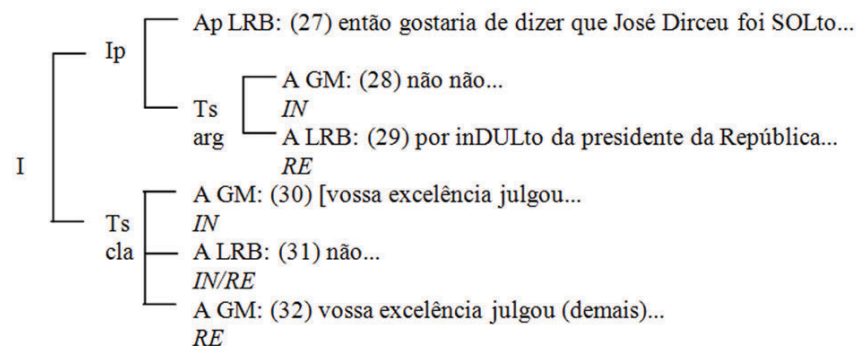 Ap LRB: (27) então gostaria de dizer que José Dirceu foi SOLto...
Ip
A GM: (28) não não...
Ts
IN
arg
A LRB: (29) por inDULto da presidente da República...
RE
I
A GM: (30) [vossa excelência julgou...
Ts
IN
cla
A LRB: (31) não...
IN/RE
A GM: (32) vossa excelência julgou (demais)...
RE